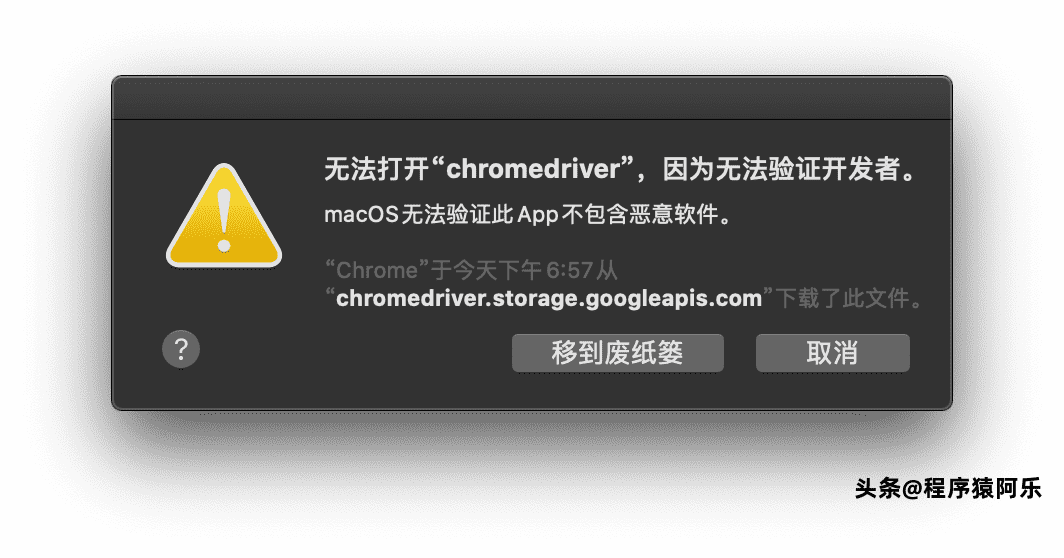 无法打开“chromedriver”，因为无法验证开发者。
macOS无法验证此App不包含恶意软件。
“Chrome”于今天下午6:57从
“chromedriver.storage.googleapis.com”下载了此文件。
?
移到废纸篓
取消
头条@程序猿阿乐